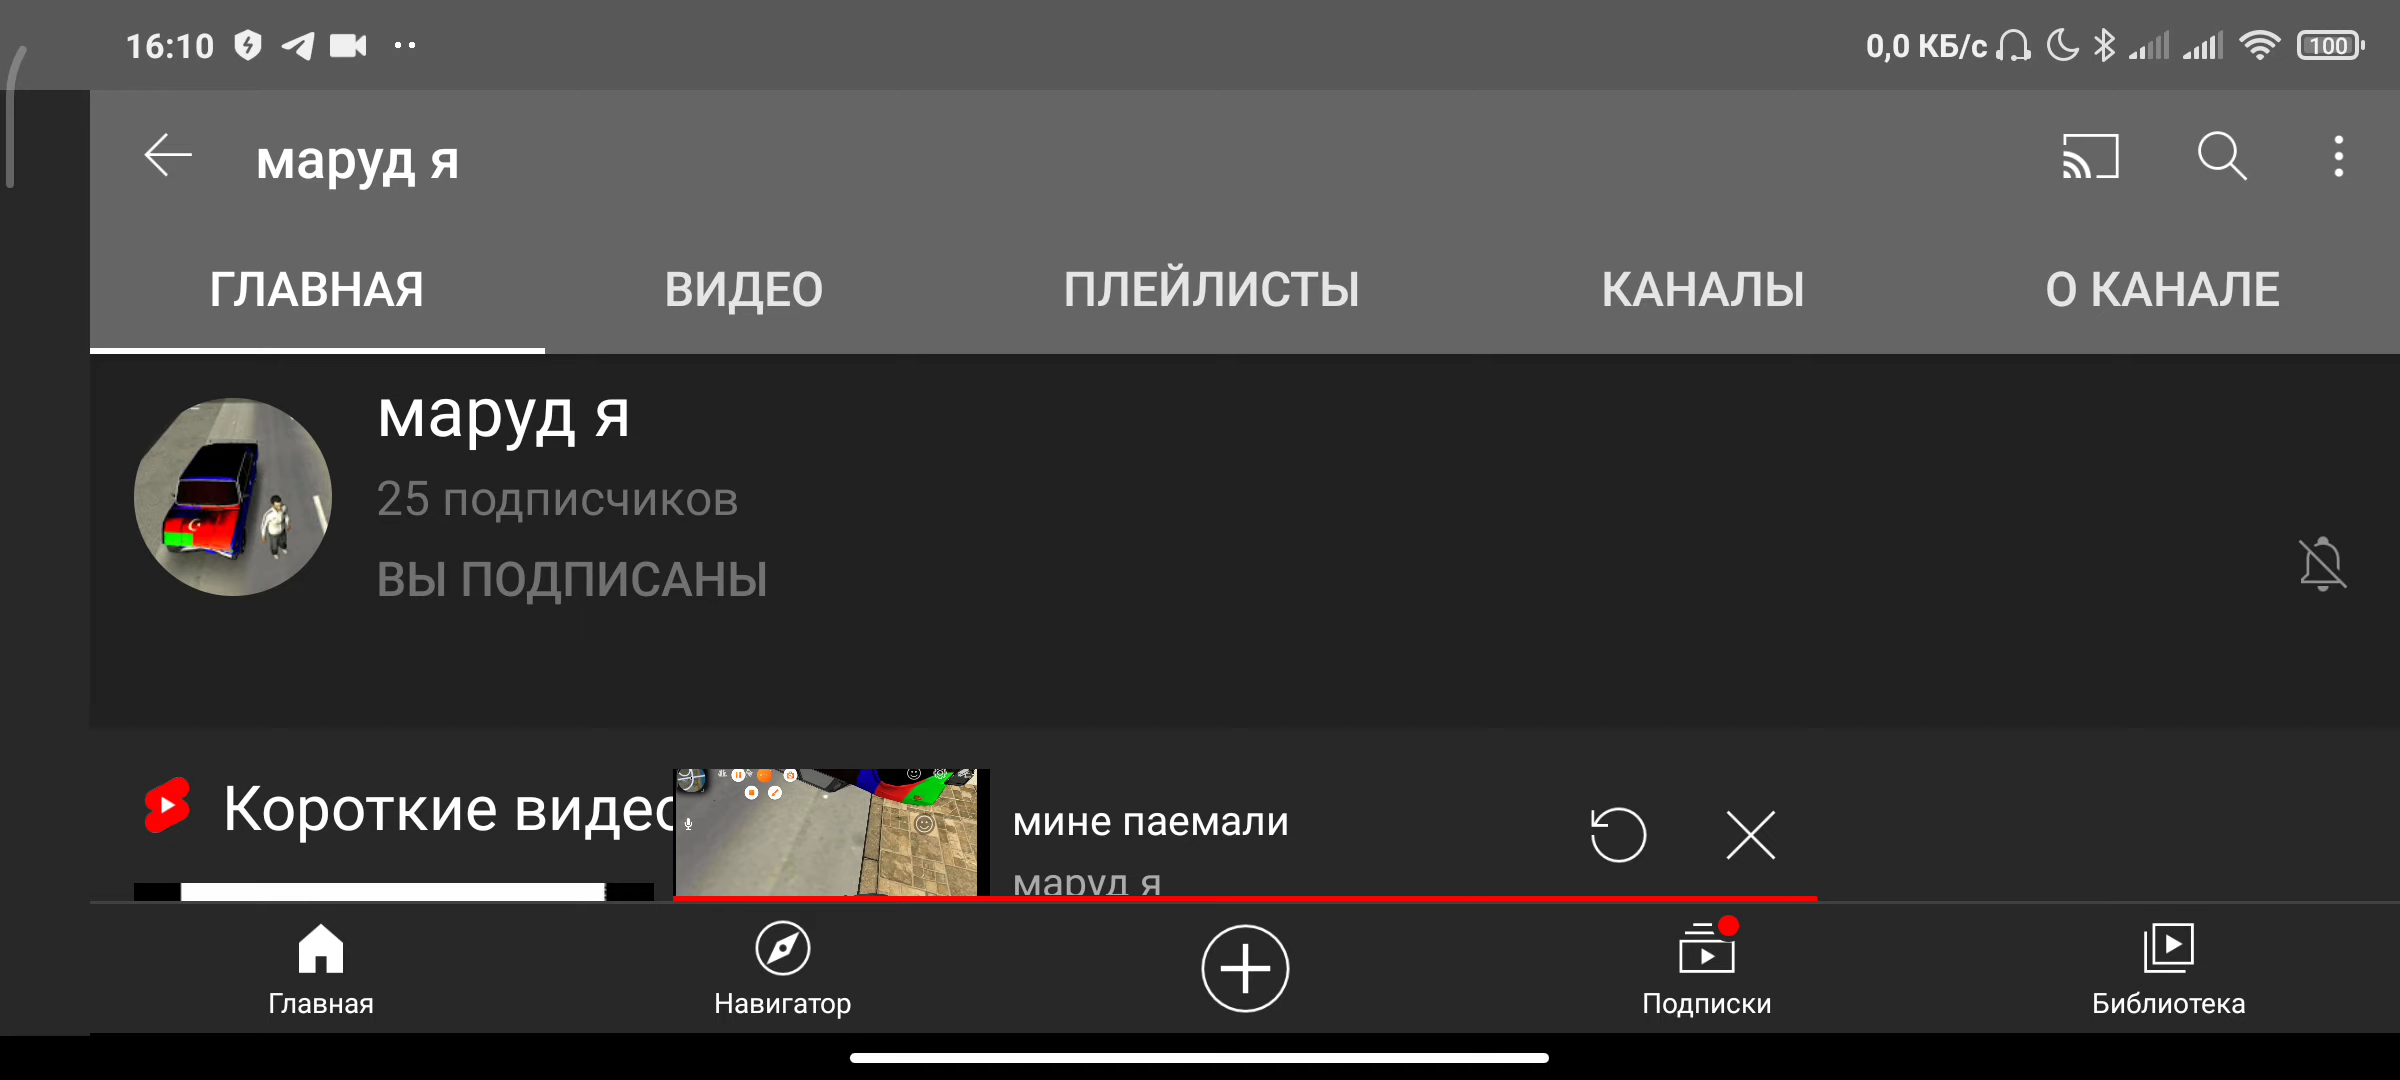 16:10
0,0 КБ/с
100
маруд я
ГЛАВНАЯ
ВИДЕО
ПЛЕЙЛИСТЫ
КАНАЛЫ
О КАНАЛЕ
маруд я
25 подписчиков
ВЫ ПОДПИСАНЫ
Короткие видео
мине паемали
маруд я
Главная
Навигатор
Подписки
Библиотека